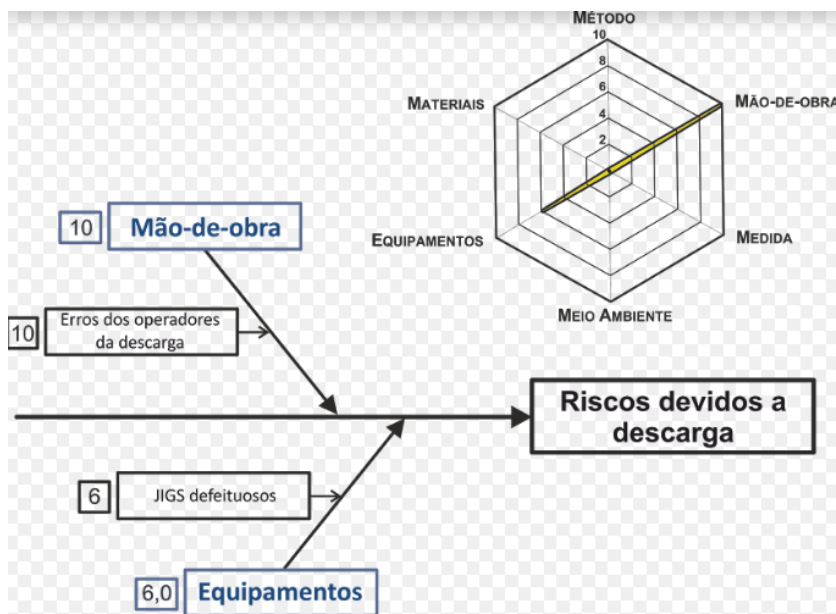 MÉTODO
10
8
6
4
2
MATERIAIS
MÃO-DE-OBRA
EQUIPAMENTOS
MEDIDA
MEIO AMBIENTE
10
Mão-de-obra
10
Erros dos operadores
da descarga
Riscos devidos a
descarga
6
JIGS defeituosos
6,0
Equipamentos